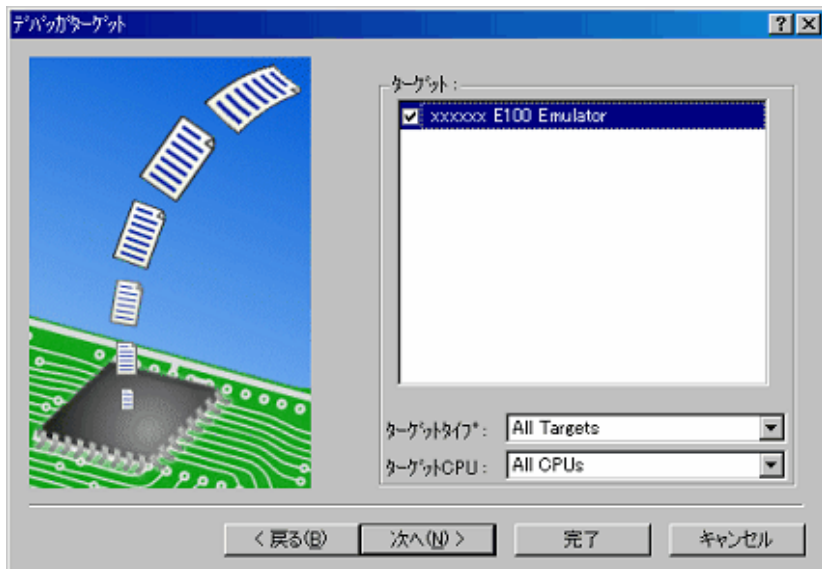 ﾃﾞﾊﾞｯｶﾞﾀｰｹﾞｯﾄ
ﾀｰｹﾞｯﾄ :
xxxxxx E100 Emulator
ﾀｰｹﾞｯﾄﾀｲﾌﾟ : All Targets
ﾀｰｹﾞｯﾄCPU : All CPUs
< 戻る(B) 次へ(N) > 完了 キャンセル